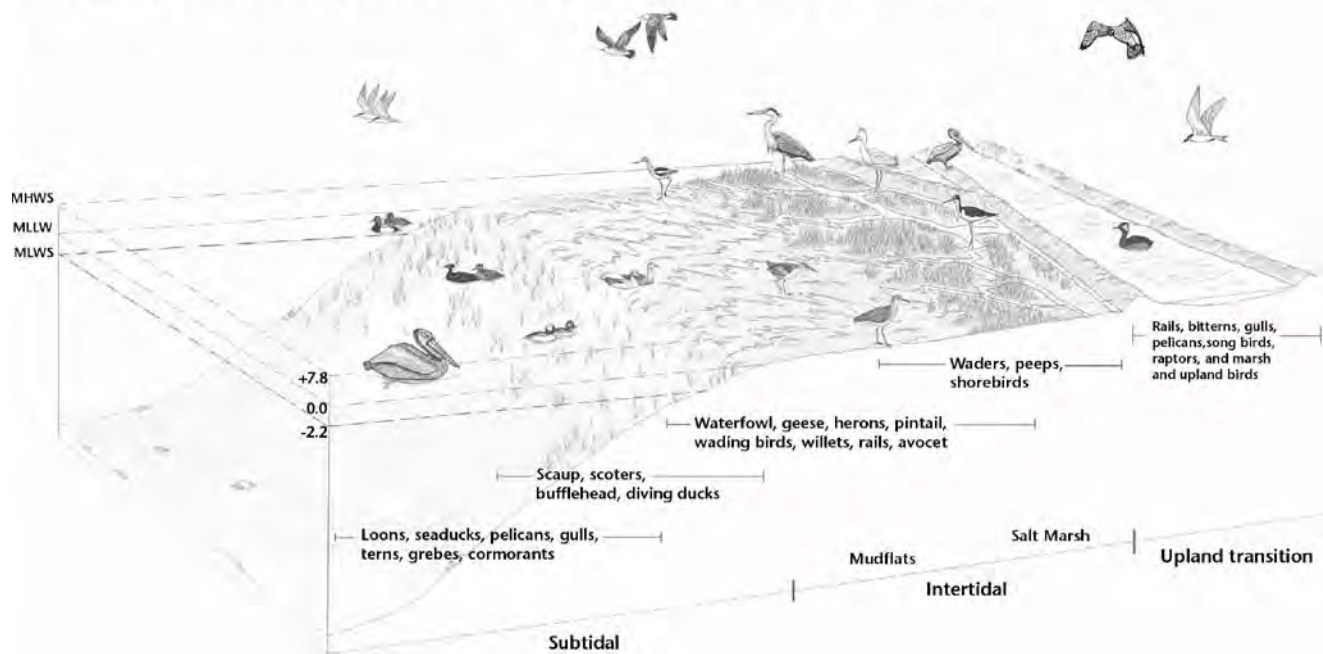 MHWS
MLLW
MLWS
+7.8
0.0
-2.2
Rails, bitterns, gulls,
pelicans,song birds,
raptors, and marsh
and upland birds
Waders, peeps,
shorebirds
Waterfowl, geese, herons, pintail,
wading birds, willets, rails, avocet
Scaup, scoters,
bufflehead, diving ducks
Loons, seaducks, pelicans, gulls,
terns, grebes, cormorants
Salt Marsh
Mudflats
Upland transition
Intertidal
Subtidal